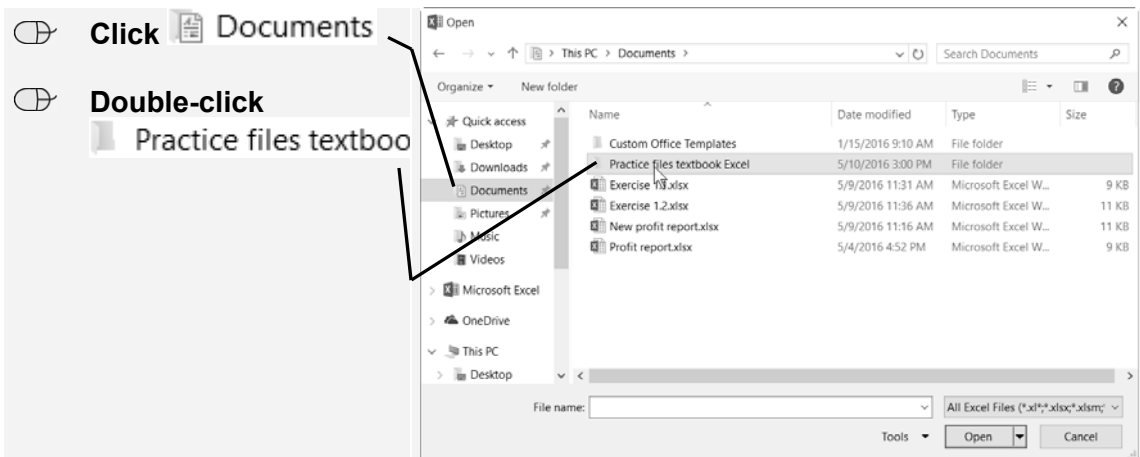 Click Documents
Double-click
Practice files textboo
Open
This PC > Documents >
Search Documents
Organize
New folder
Name
Date modified
Type
Size
Quick access
Desktop
Downloads
Documents
Pictures
Music
Videos
Microsoft Excel
OneDrive
This PC
Desktop
Custom Office Templates 1/15/2016 9:10 AM File folder
Practice files textbook Excel 5/10/2016 3:00 PM File folder
Exercise .xlsx 5/9/2016 11:31 AM Microsoft Excel W... 9 KB
Exercise 1.2.xlsx 5/9/2016 11:36 AM Microsoft Excel W... 11 KB
New profit report.xlsx 5/9/2016 11:16 AM Microsoft Excel W... 11 KB
Profit report.xlsx 5/4/2016 4:52 PM Microsoft Excel W... 9 KB
File name:
All Excel Files (*.xl*;*.xlsx;*.xlsm;
Tools
Open
Cancel